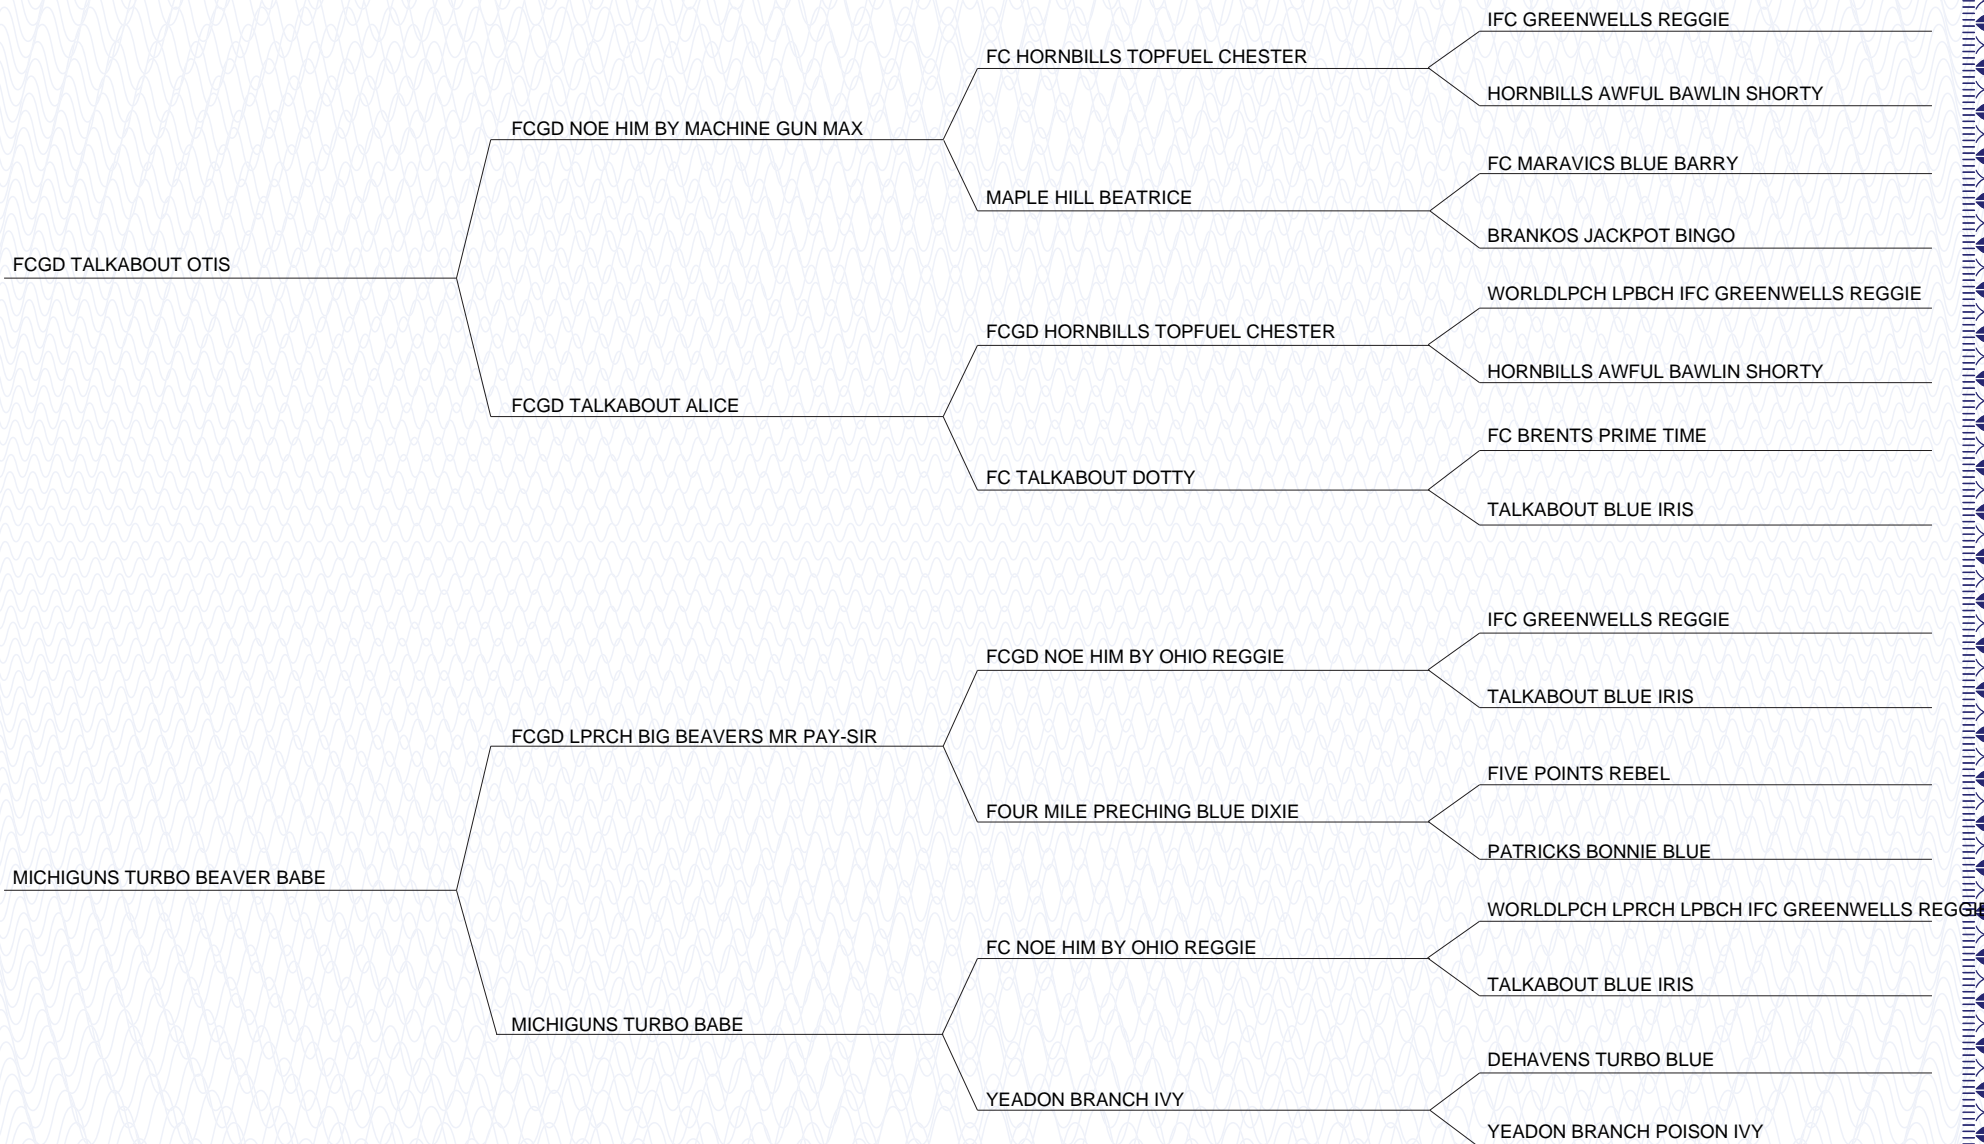 IFC GREENWELLS REGGIE
FC HORNBILLS TOPFUEL CHESTER
HORNBILLS AWFUL BAWLIN SHORTY
FCGD NOE HIM BY MACHINE GUN MAX
FC MARAVICS BLUE BARRY
MAPLE HILL BEATRICE
BRANKOS JACKPOT BINGO
FCGD TALKABOUT OTIS
WORLDLPCH LPBCH IFC GREENWELLS REGGIE
FCGD HORNBILLS TOPFUEL CHESTER
HORNBILLS AWFUL BAWLIN SHORTY
FCGD TALKABOUT ALICE
FC BRENTS PRIME TIME
FC TALKABOUT DOTTY
TALKABOUT BLUE IRIS
IFC GREENWELLS REGGIE
FCGD NOE HIM BY OHIO REGGIE
TALKABOUT BLUE IRIS
FCGD LPRCH BIG BEAVERS MR PAY-SIR
FIVE POINTS REBEL
FOUR MILE PRECHING BLUE DIXIE
PATRICKS BONNIE BLUE
MICHIGUNS TURBO BEAVER BABE
WORLDLPCH LPRCH LPBCH IFC GREENWELLS REGGIE
FC NOE HIM BY OHIO REGGIE
TALKABOUT BLUE IRIS
MICHIGUNS TURBO BABE
DEHAVENS TURBO BLUE
YEADON BRANCH IVY
YEADON BRANCH POISON IVY